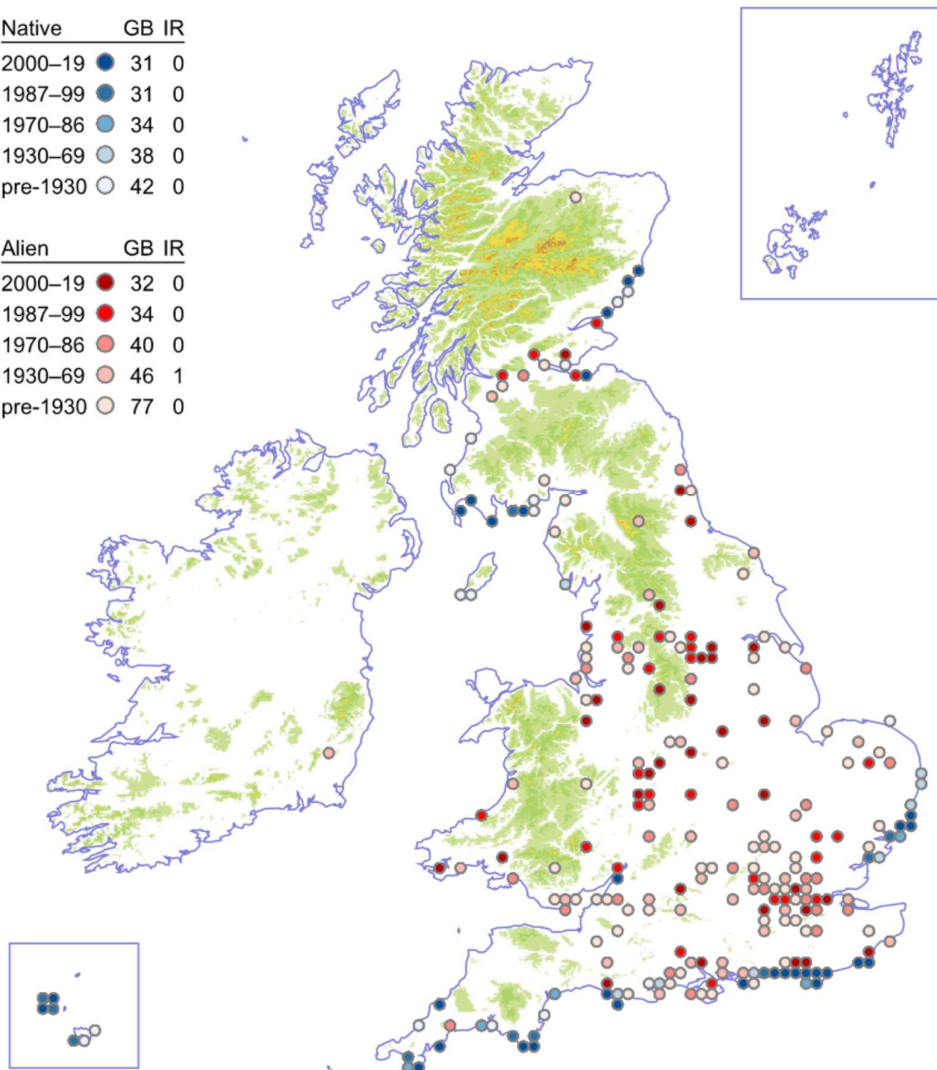 Native GB IR
2000–19 31 0
1987–99 31 0
1970–86 34 0
1930–69 38 0
pre-1930 42 0
Alien GB IR
2000–19 32 0
1987–99 34 0
1970–86 40 0
1930–69 46 1
pre-1930 77 0